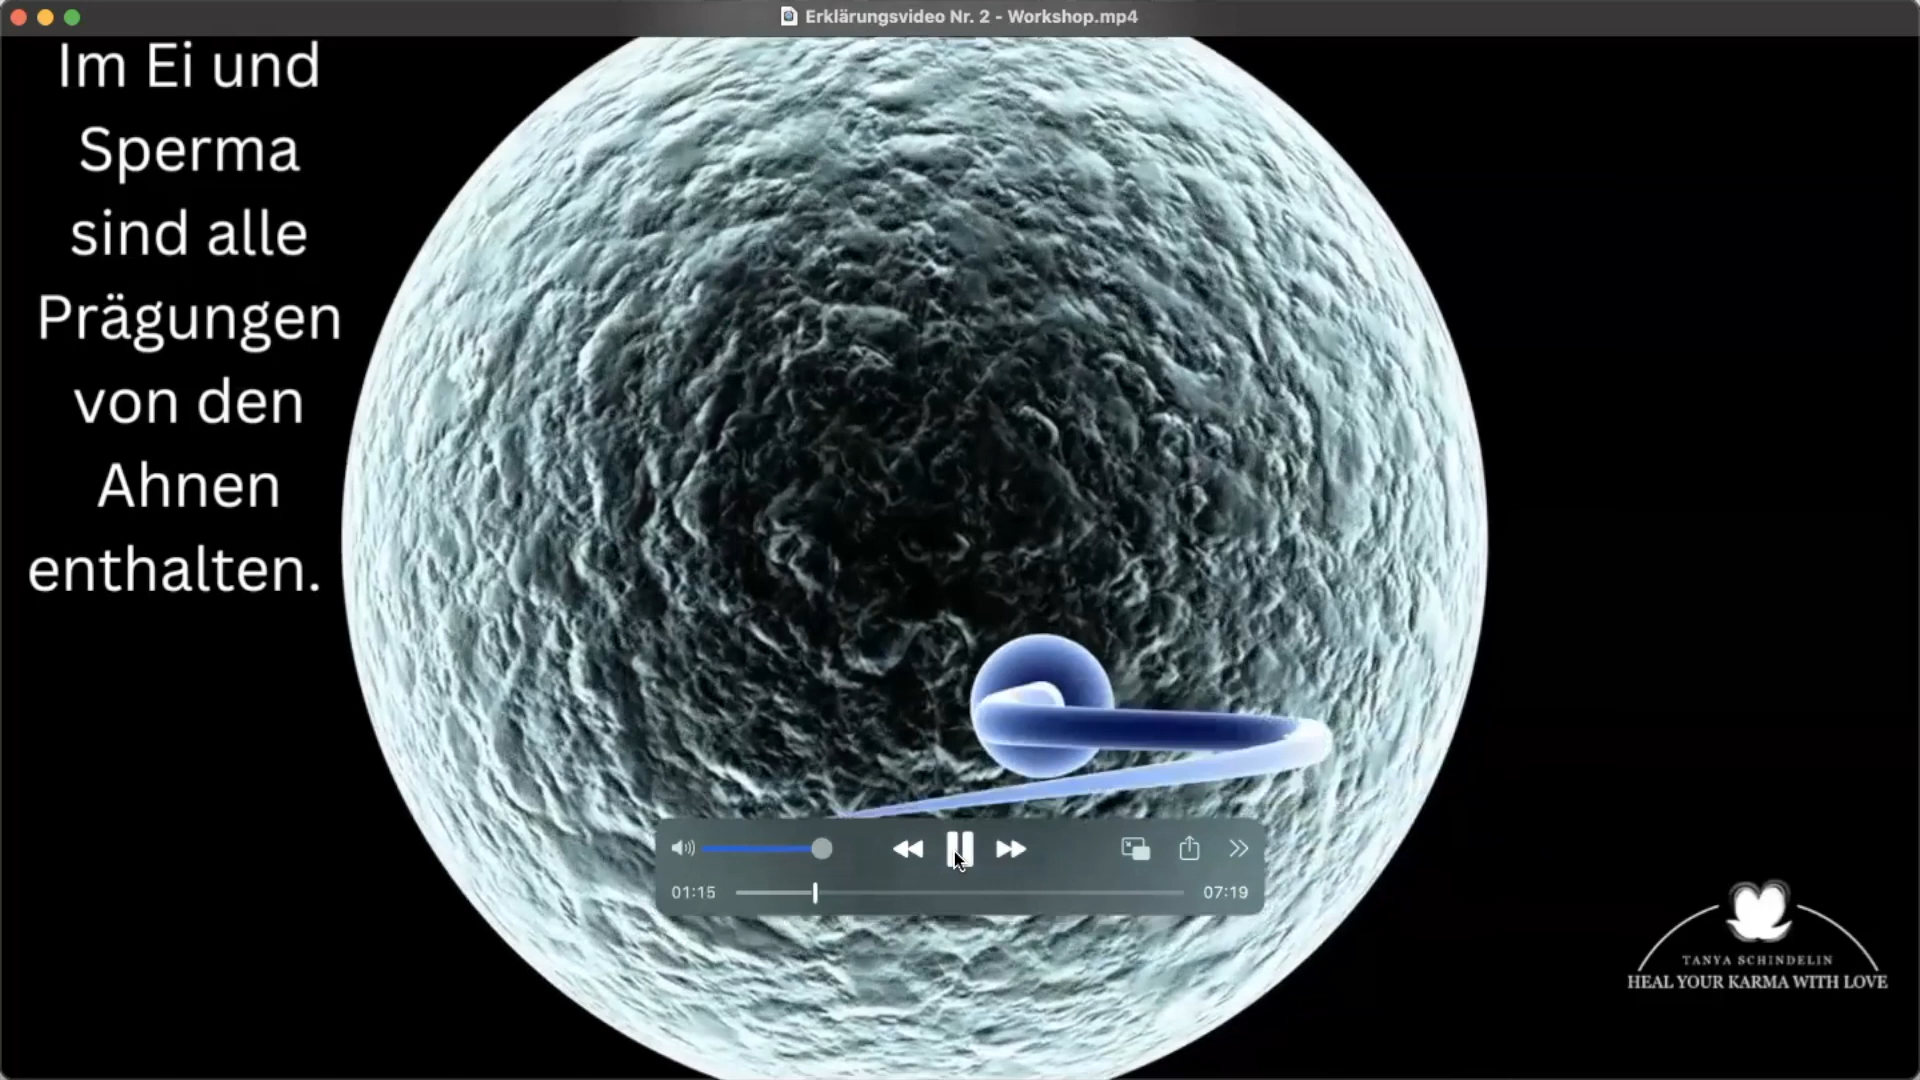 Erklärungsvideo Nr. 2 - Workshop.mp4
Im Ei und
Sperma
sind alle
Prägungen
von den
Ahnen
enthalten.
01:15
07:19
TANYA SCHINDELIN
HEAL YOUR KARMA WITH LOVE